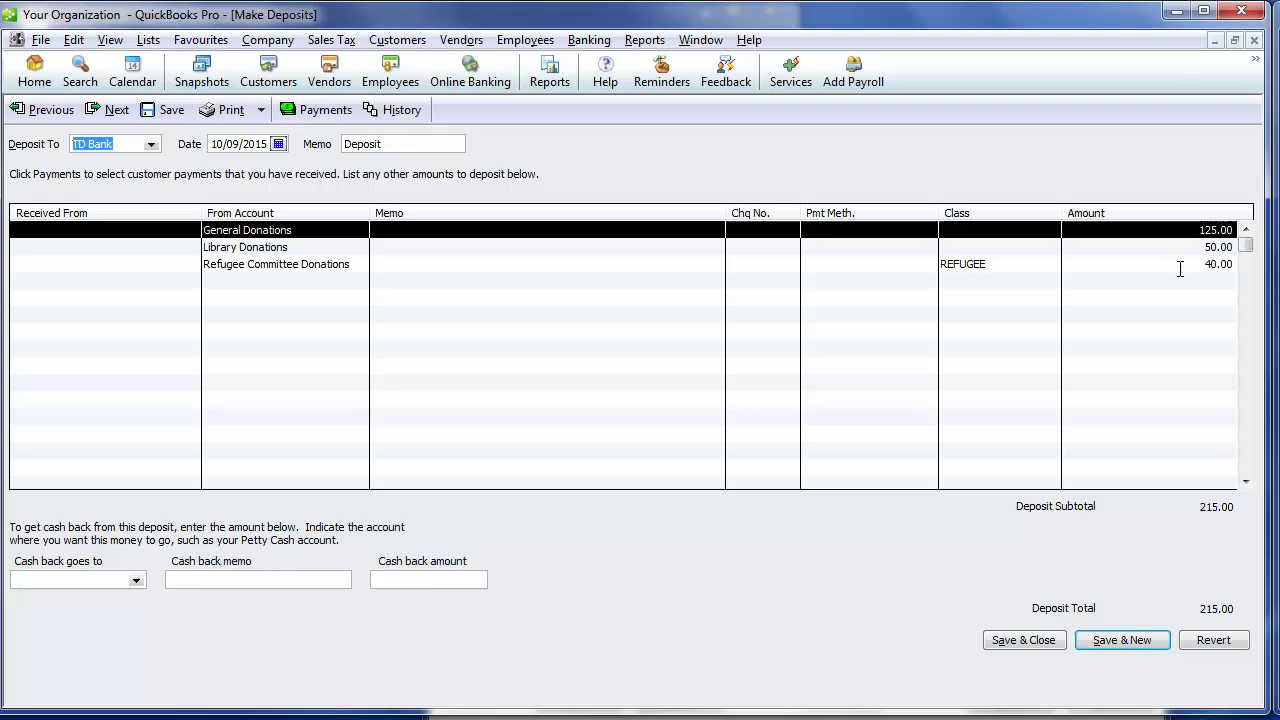 Your Organization - QuickBooks Pro - [Make Deposits]
File Edit View Lists Favourites Company Sales Tax Customers Vendors Employees Banking Reports Window Help
Home Search Calendar Snapshots Customers Vendors Employees Online Banking Reports Help Reminders Feedback Services Add Payroll
Previous Next Save Print Payments History
Deposit To TD Bank Date 10/09/2015 Memo Deposit
Click Payments to select customer payments that you have received. List any other amounts to deposit below.
Received From From Account Memo Chq No. Pmt Meth. Class Amount
General Donations 125.00
Library Donations 50.00
Refugee Committee Donations REFUGEE 40.00
Deposit Subtotal 215.00
To get cash back from this deposit, enter the amount below. Indicate the account
where you want this money to go, such as your Petty Cash account.
Cash back goes to Cash back memo Cash back amount
Deposit Total 215.00
Save & Close Save & New Revert